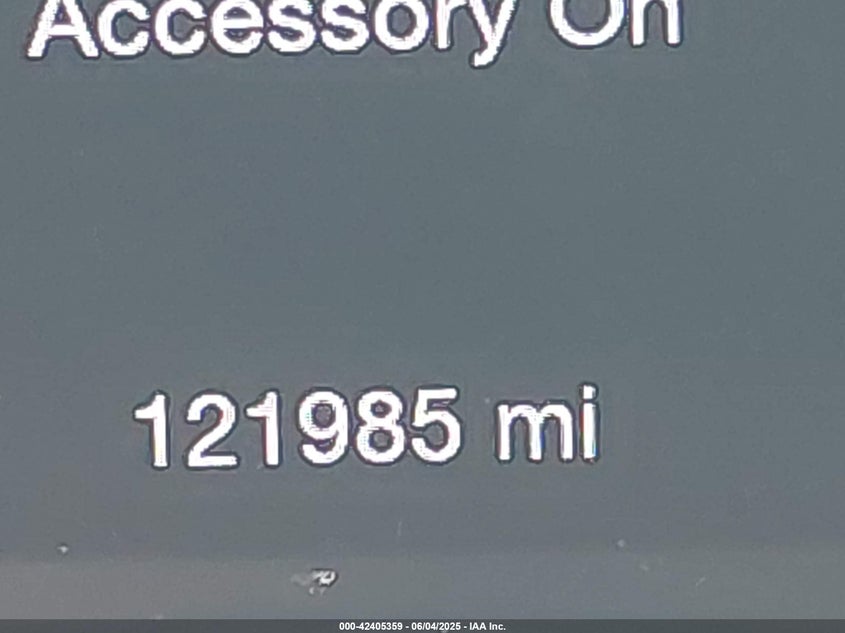 Accessory On
121985 mi
000-42405359 - 06/04/2025 - IAA Inc.